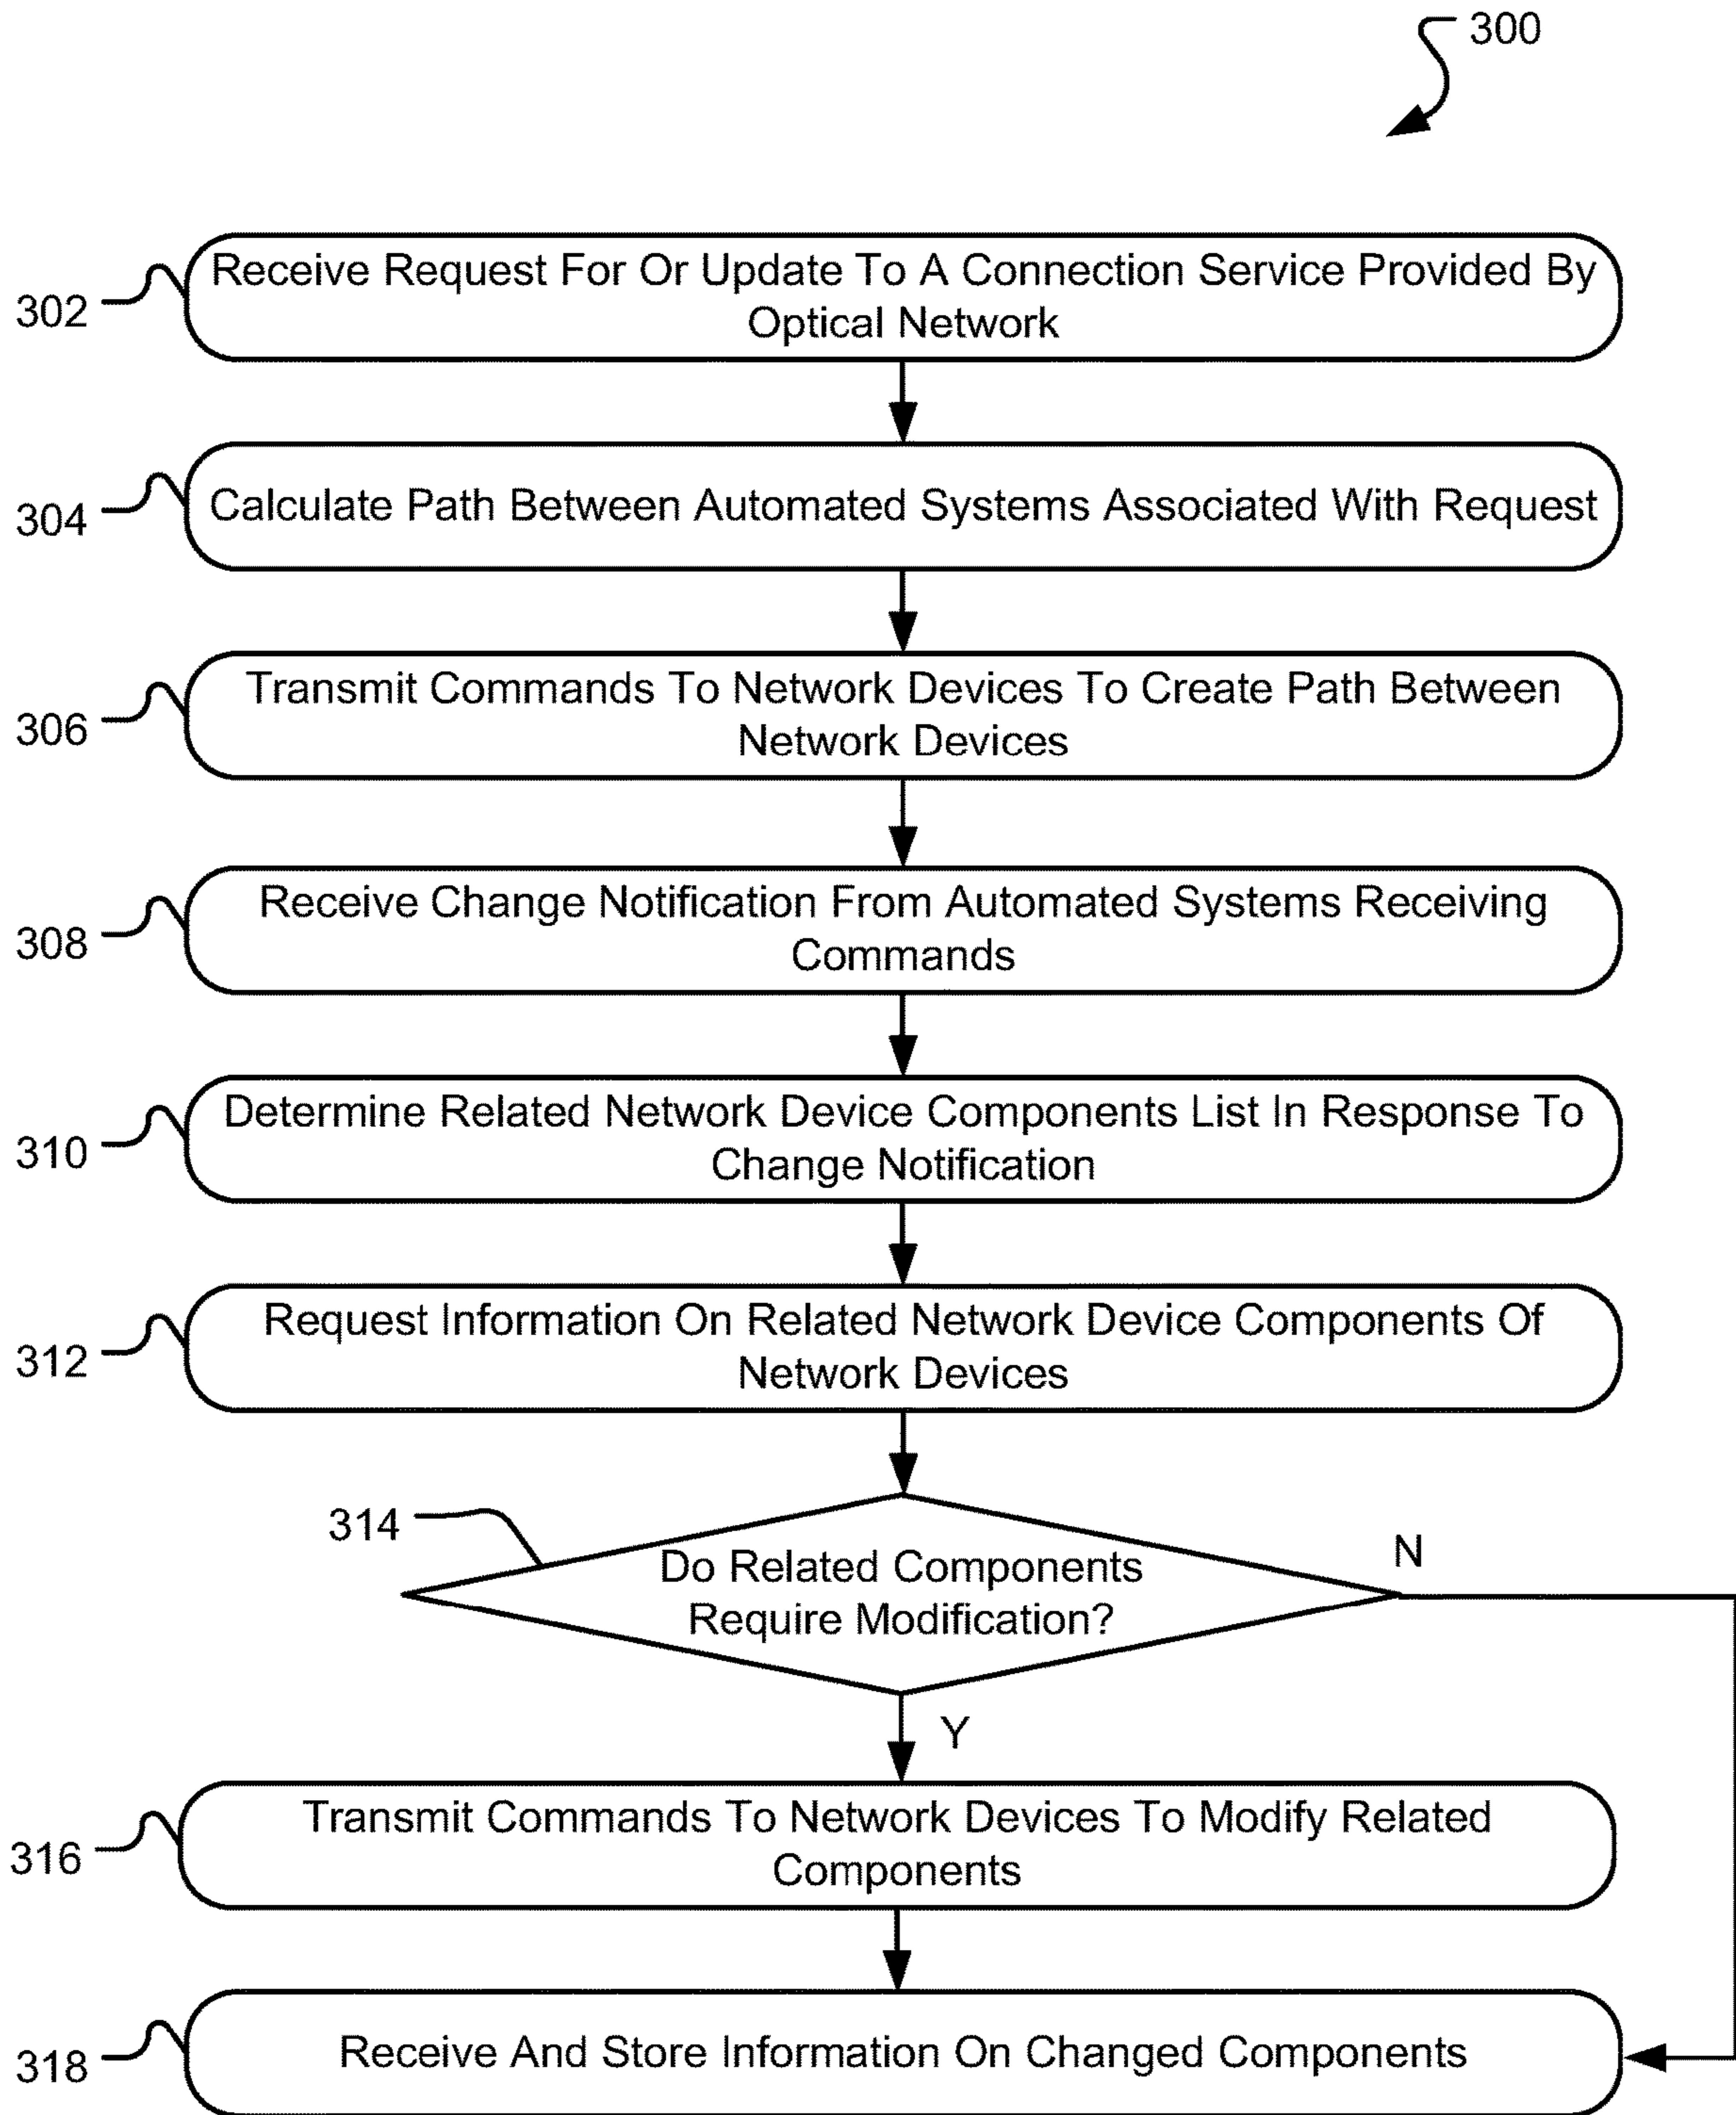 300
Receive Request For Or Update To A Connection Service Provided By
Optical Network
302
Calculate Path Between Automated Systems Associated With Request
304
Transmit Commands To Network Devices To Create Path Between
Network Devices
306
Receive Change Notification From Automated Systems Receiving
Commands
308
Determine Related Network Device Components List In Response To
Change Notification
310
Request Information On Related Network Device Components Of
Network Devices
312
314
Do Related Components
Require Modification?
N
Y
Transmit Commands To Network Devices To Modify Related
Components
316
Receive And Store Information On Changed Components
318